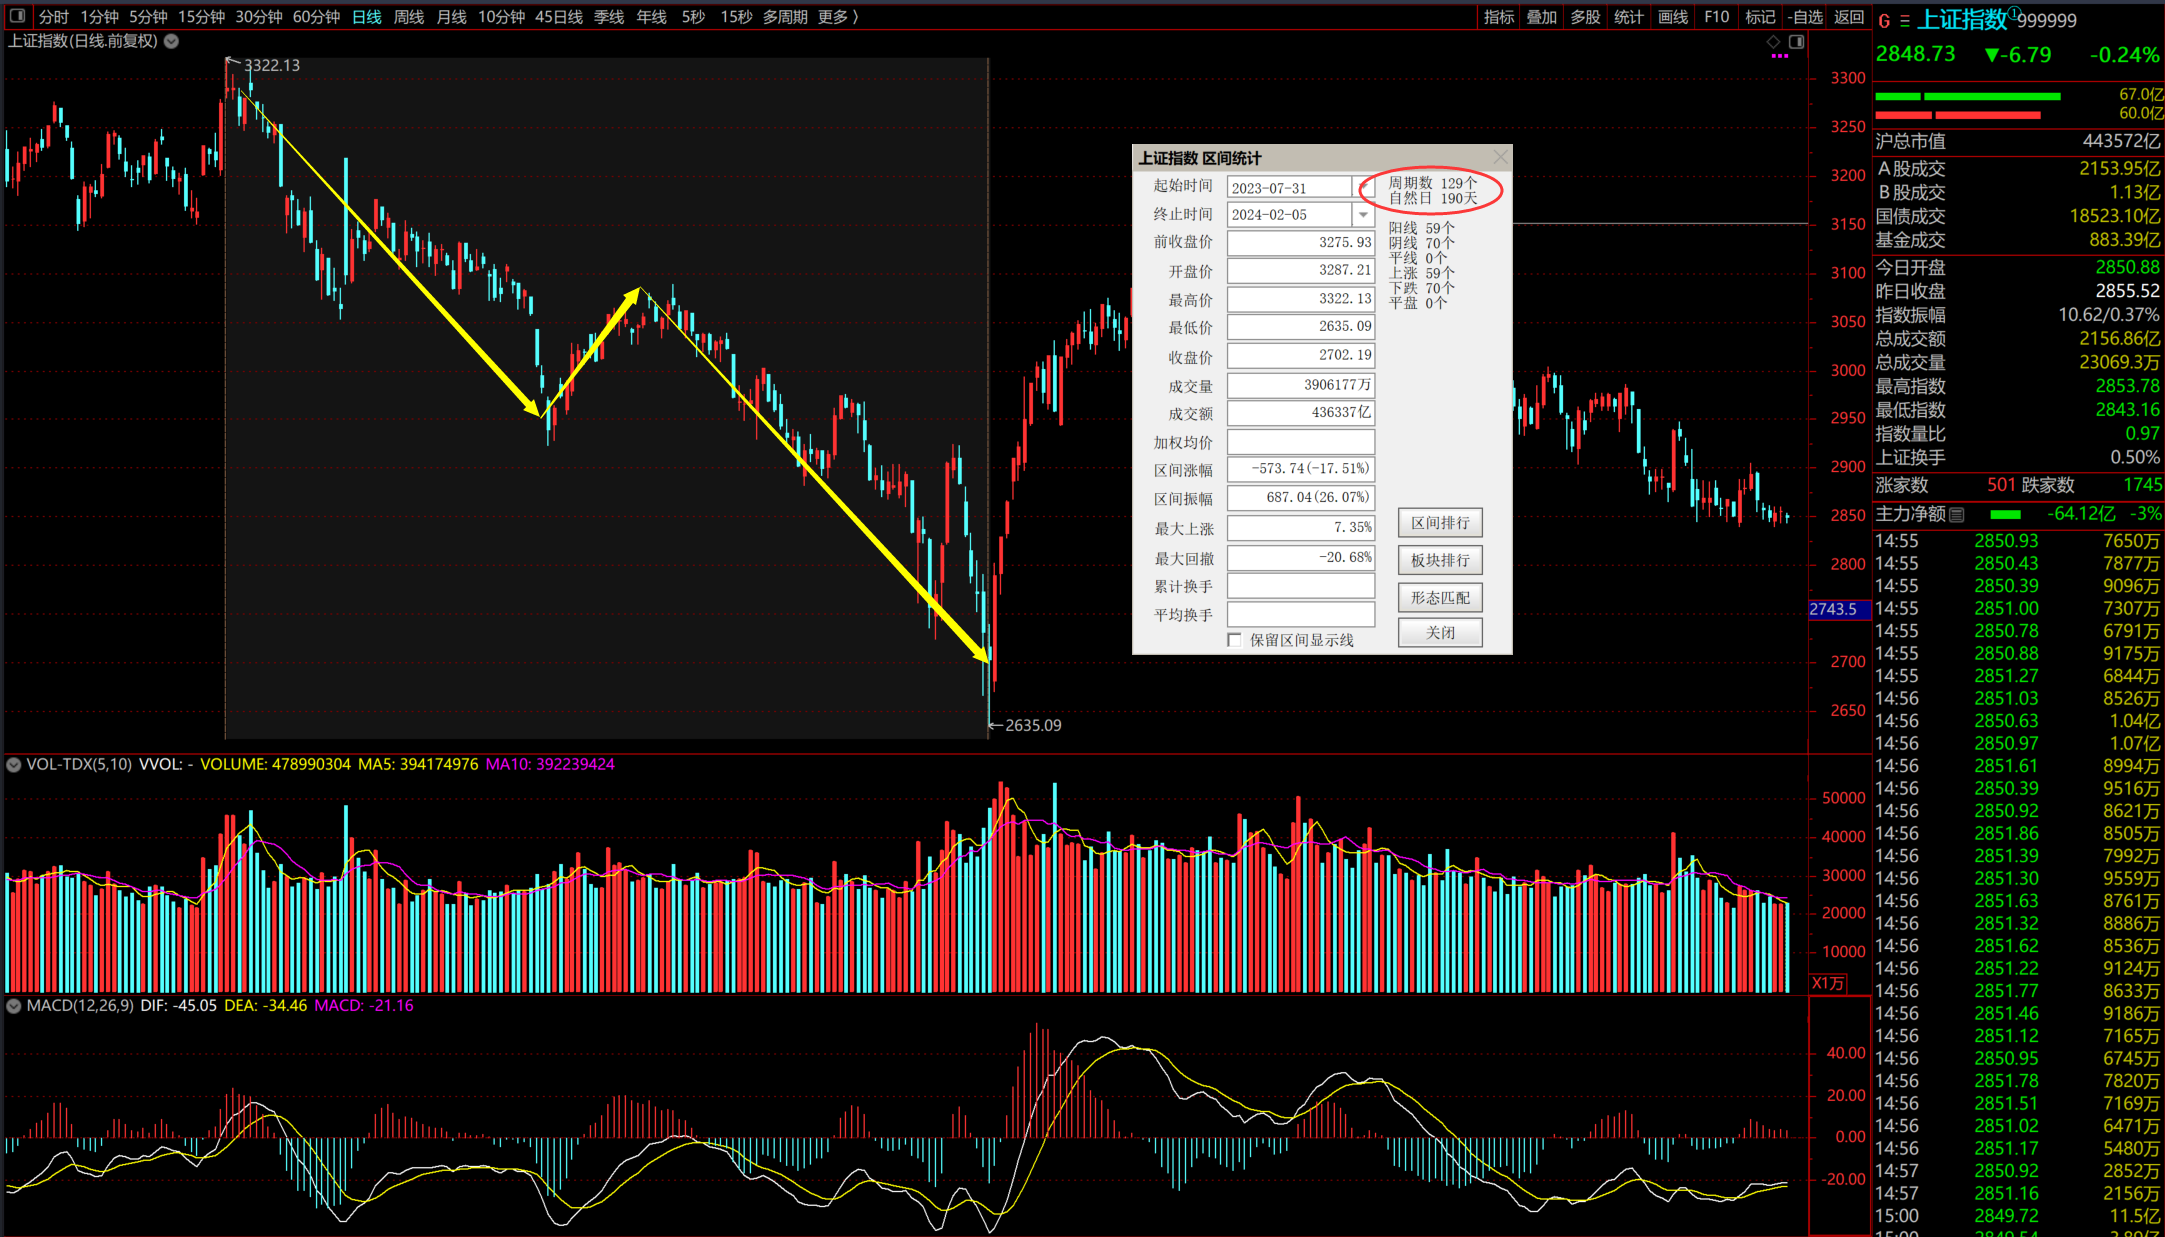 分时 1分钟 5分钟 15分钟 30分钟 60分钟 日线 周线 月线 10分钟 45日线 季线 年线 5秒 15秒 多周期 更多 〉
指标 叠加 多股 统计 画线 F10 标记 -自选 返回
上证指数(日线.前复权)
3322.13
2635.09
3300
3250
3200
3150
3100
3050
3000
2950
2900
2850
2800
2743.5
2700
2650
上证指数 区间统计
起始时间 2023-07-31
终止时间 2024-02-05
前收盘价 3275.93
开盘价 3287.21
最高价 3322.13
最低价 2635.09
收盘价 2702.19
成交量 3906177万
成交额 436337亿
加权均价
区间涨幅 -573.74(-17.51%)
区间振幅 687.04(26.07%)
最大上涨 7.35%
最大回撤 -20.68%
累计换手
平均换手
保留区间显示线
周期数 129个
自然日 190天
阳线 59个
阴线 70个
平线 0个
上涨 59个
下跌 70个
平盘 0个
区间排行
板块排行
形态匹配
关闭
VOL-TDX(5,10) VVOL: - VOLUME: 478990304 MA5: 394174976 MA10: 392239424
50000
40000
30000
20000
10000
X1万
MACD(12,26,9) DIF: -45.05 DEA: -34.46 MACD: -21.16
40.00
20.00
0.00
-20.00
G 上证指数① 999999
2848.73 ▼-6.79 -0.24%
67.0亿
60.0亿
沪总市值 443572亿
A股成交 2153.95亿
B股成交 1.13亿
国债成交 18523.10亿
基金成交 883.39亿
今日开盘 2850.88
昨日收盘 2855.52
指数振幅 10.62/0.37%
总成交额 2156.86亿
总成交量 23069.3万
最高指数 2853.78
最低指数 2843.16
指数量比 0.97
上证换手 0.50%
涨家数 501 跌家数 1745
主力净额 -64.12亿 -3%
14:55 2850.93 7650万
14:55 2850.43 7877万
14:55 2850.39 9096万
14:55 2851.00 7307万
14:55 2850.78 6791万
14:55 2850.88 9175万
14:55 2851.27 6844万
14:56 2851.03 8526万
14:56 2850.63 1.04亿
14:56 2850.97 1.07亿
14:56 2851.61 8994万
14:56 2850.39 9516万
14:56 2850.92 8621万
14:56 2851.86 8505万
14:56 2851.39 7992万
14:56 2851.30 9559万
14:56 2851.63 8761万
14:56 2851.32 8886万
14:56 2851.62 8536万
14:56 2851.22 9124万
14:56 2851.77 8633万
14:56 2851.46 9186万
14:56 2851.12 7165万
14:56 2850.95 6745万
14:56 2851.78 7820万
14:56 2851.51 7169万
14:56 2851.02 6471万
14:56 2851.17 5480万
14:57 2850.92 2852万
14:57 2851.16 2156万
15:00 2849.72 11.5亿